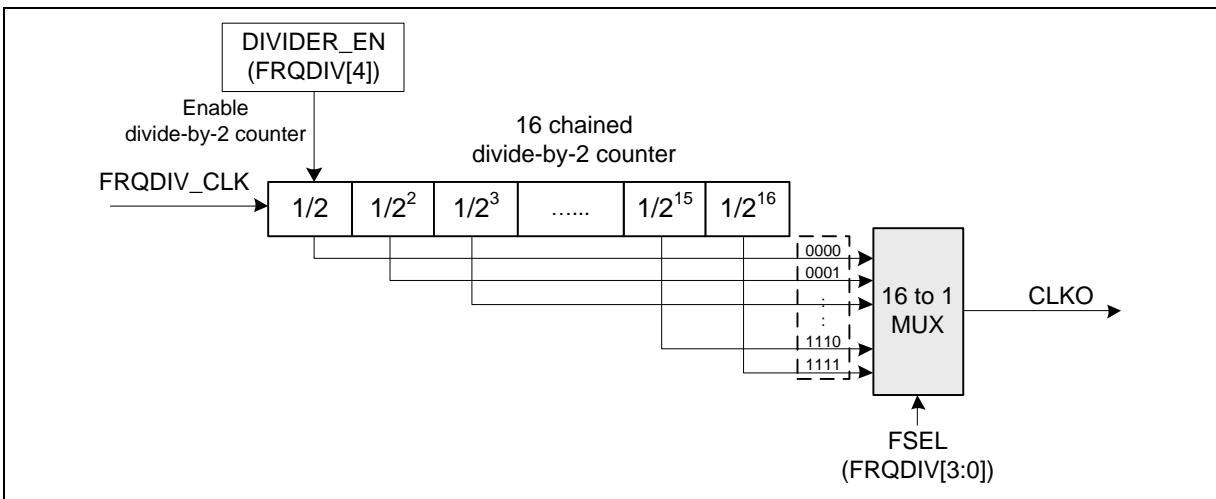 DIVIDER_EN
(FRQDIV[4])
Enable
divide-by-2 counter
16 chained
divide-by-2 counter
FRQDIV_CLK
1/2 1/2² 1/2³ …... 1/2¹⁵ 1/2¹⁶
0000
0001
:
:
1110
1111
16 to 1
MUX
CLKO
FSEL
(FRQDIV[3:0])